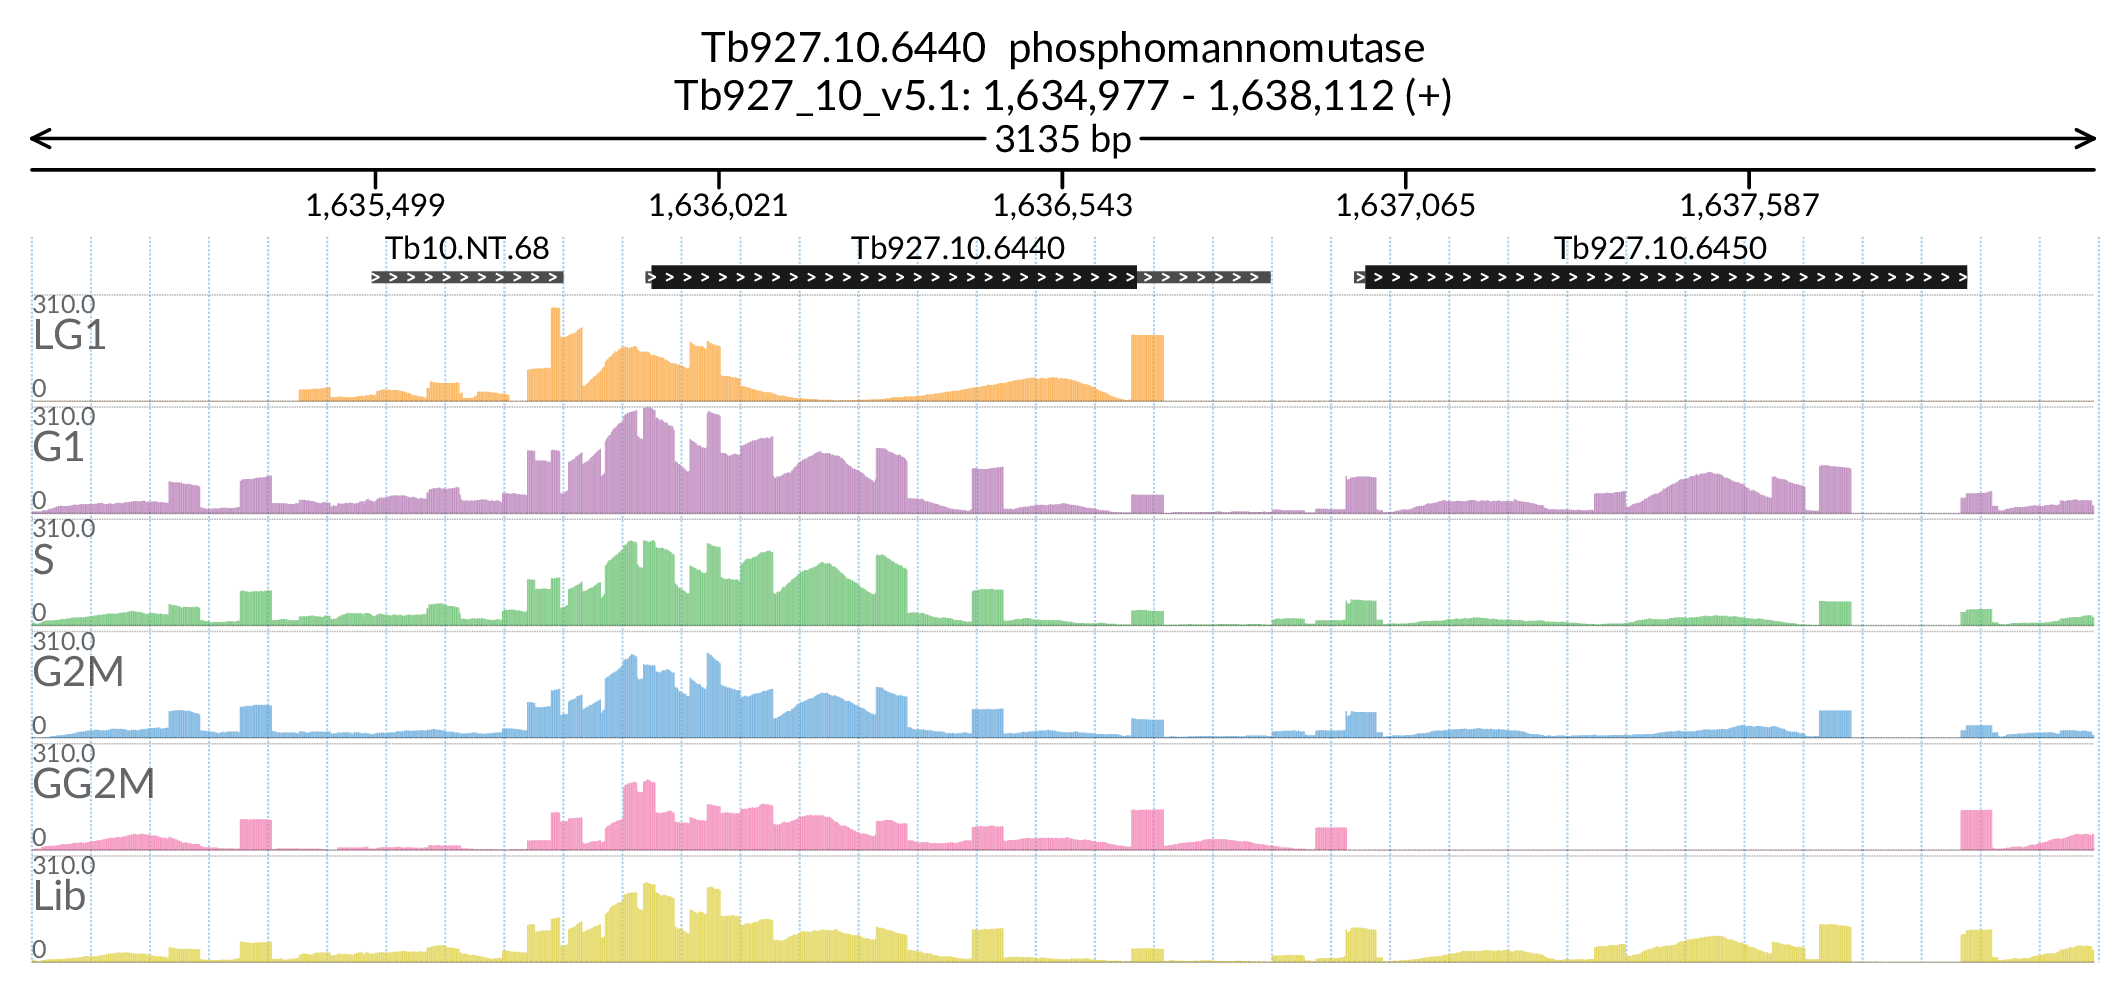 Tb927.10.6440  phosphomannomutase
Tb927_10_v5.1: 1,634,977 - 1,638,112 (+)
3135 bp
1,635,499 1,636,021 1,636,543 1,637,065 1,637,587
Tb10.NT.68 Tb927.10.6440 Tb927.10.6450
310.0
LG1
0
310.0
G1
0
310.0
S
0
310.0
G2M
0
310.0
GG2M
0
310.0
Lib
0